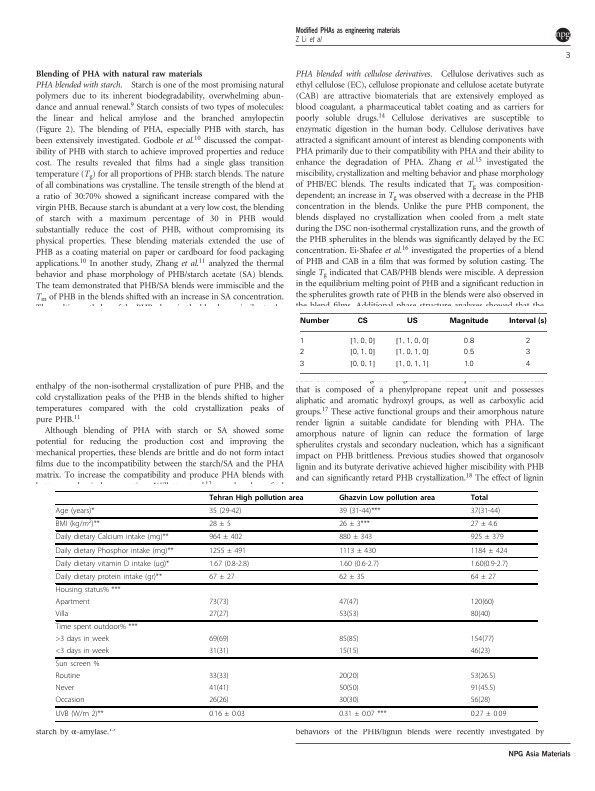 Modified PHAs as engineering materials
Z Li et al
npg
3
Blending of PHA with natural raw materials
PHA blended with starch. Starch is one of the most promising natural
polymers due to its inherent biodegradability, overwhelming abun-
dance and annual renewal.9 Starch consists of two types of molecules:
the linear and helical amylose and the branched amylopectin
(Figure 2). The blending of PHA, especially PHB with starch, has
been extensively investigated. Godbole et al.10 discussed the compat-
ibility of PHB with starch to achieve improved properties and reduce
cost. The results revealed that films had a single glass transition
temperature (Tg) for all proportions of PHB: starch blends. The nature
of all combinations was crystalline. The tensile strength of the blend at
a ratio of 30:70% showed a significant increase compared with the
virgin PHB. Because starch is abundant at a very low cost, the blending
of starch with a maximum percentage of 30 in PHB would
substantially reduce the cost of PHB, without compromising its
physical properties. These blending materials extended the use of
PHB as a coating material on paper or cardboard for food packaging
applications.10 In another study, Zhang et al.11 analyzed the thermal
behavior and phase morphology of PHB/starch acetate (SA) blends.
The team demonstrated that PHB/SA blends were immiscible and the
Tm of PHB in the blends shifted with an increase in SA concentration.
enthalpy of the non-isothermal crystallization of pure PHB, and the
cold crystallization peaks of the PHB in the blends shifted to higher
temperatures compared with the cold crystallization peaks of
pure PHB.11
Although blending of PHA with starch or SA showed some
potential for reducing the production cost and improving the
mechanical properties, these blends are brittle and do not form intact
films due to the incompatibility between the starch/SA and the PHA
matrix. To increase the compatibility and produce PHA blends with
PHA blended with cellulose derivatives. Cellulose derivatives such as
ethyl cellulose (EC), cellulose propionate and cellulose acetate butyrate
(CAB) are attractive biomaterials that are extensively employed as
blood coagulant, a pharmaceutical tablet coating and as carriers for
poorly soluble drugs.14 Cellulose derivatives are susceptible to
enzymatic digestion in the human body. Cellulose derivatives have
attracted a significant amount of interest as blending components with
PHA primarily due to their compatibility with PHA and their ability to
enhance the degradation of PHA. Zhang et al.15 investigated the
miscibility, crystallization and melting behavior and phase morphology
of PHB/EC blends. The results indicated that Tg was composition-
dependent; an increase in Tg was observed with a decrease in the PHB
concentration in the blends. Unlike the pure PHB component, the
blends displayed no crystallization when cooled from a melt state
during the DSC non-isothermal crystallization runs, and the growth of
the PHB spherulites in the blends was significantly delayed by the EC
concentration. Ei-Shafee et al.16 investigated the properties of a blend
of PHB and CAB in a film that was formed by solution casting. The
single Tg indicated that CAB/PHB blends were miscible. A depression
in the equilibrium melting point of PHB and a significant reduction in
the spherulites growth rate of PHB in the blends were also observed in
the blend films. Additional phase structure analyses showed that the
Number CS US Magnitude Interval (s)
1 [1, 0, 0] [1, 1, 0, 0] 0.8 2
2 [0, 1, 0] [1, 0, 1, 0] 0.5 3
3 [0, 0, 1] [1, 0, 1, 1] 1.0 4
that is composed of a phenylpropane repeat unit and possesses
aliphatic and aromatic hydroxyl groups, as well as carboxylic acid
groups.17 These active functional groups and their amorphous nature
render lignin a suitable candidate for blending with PHA. The
amorphous nature of lignin can reduce the formation of large
spherulites crystals and secondary nucleation, which has a significant
impact on PHB brittleness. Previous studies showed that organosolv
lignin and its butyrate derivative achieved higher miscibility with PHB
and can significantly retard PHB crystallization.18 The effect of lignin
Tehran High pollution area Ghazvin Low pollution area Total
Age (years)* 35 (29-42) 39 (31-44)*** 37(31-44)
BMI (kg/m2)** 28 ± 5 26 ± 3*** 27 ± 4.6
Daily dietary Calcium intake (mg)** 964 ± 402 880 ± 343 925 ± 379
Daily dietary Phosphor intake (mg)** 1255 ± 491 1113 ± 430 1184 ± 424
Daily dietary vitamin D intake (ug)* 1.67 (0.8-2.8) 1.60 (0.6-2.7) 1.60(0.9-2.7)
Daily dietary protein intake (gr)** 67 ± 27 62 ± 35 64 ± 27
Housing status% ***
Apartment 73(73) 47(47) 120(60)
Villa 27(27) 53(53) 80(40)
Time spent outdoor% ***
>3 days in week 69(69) 85(85) 154(77)
<3 days in week 31(31) 15(15) 46(23)
Sun screen %
Routine 33(33) 20(20) 53(26.5)
Never 41(41) 50(50) 91(45.5)
Occasion 26(26) 30(30) 56(28)
UVB (W/m 2)** 0.16 ± 0.03 0.31 ± 0.07 *** 0.27 ± 0.09
starch by α-amylase.
behaviors of the PHB/lignin blends were recently investigated by
NPG Asia Materials